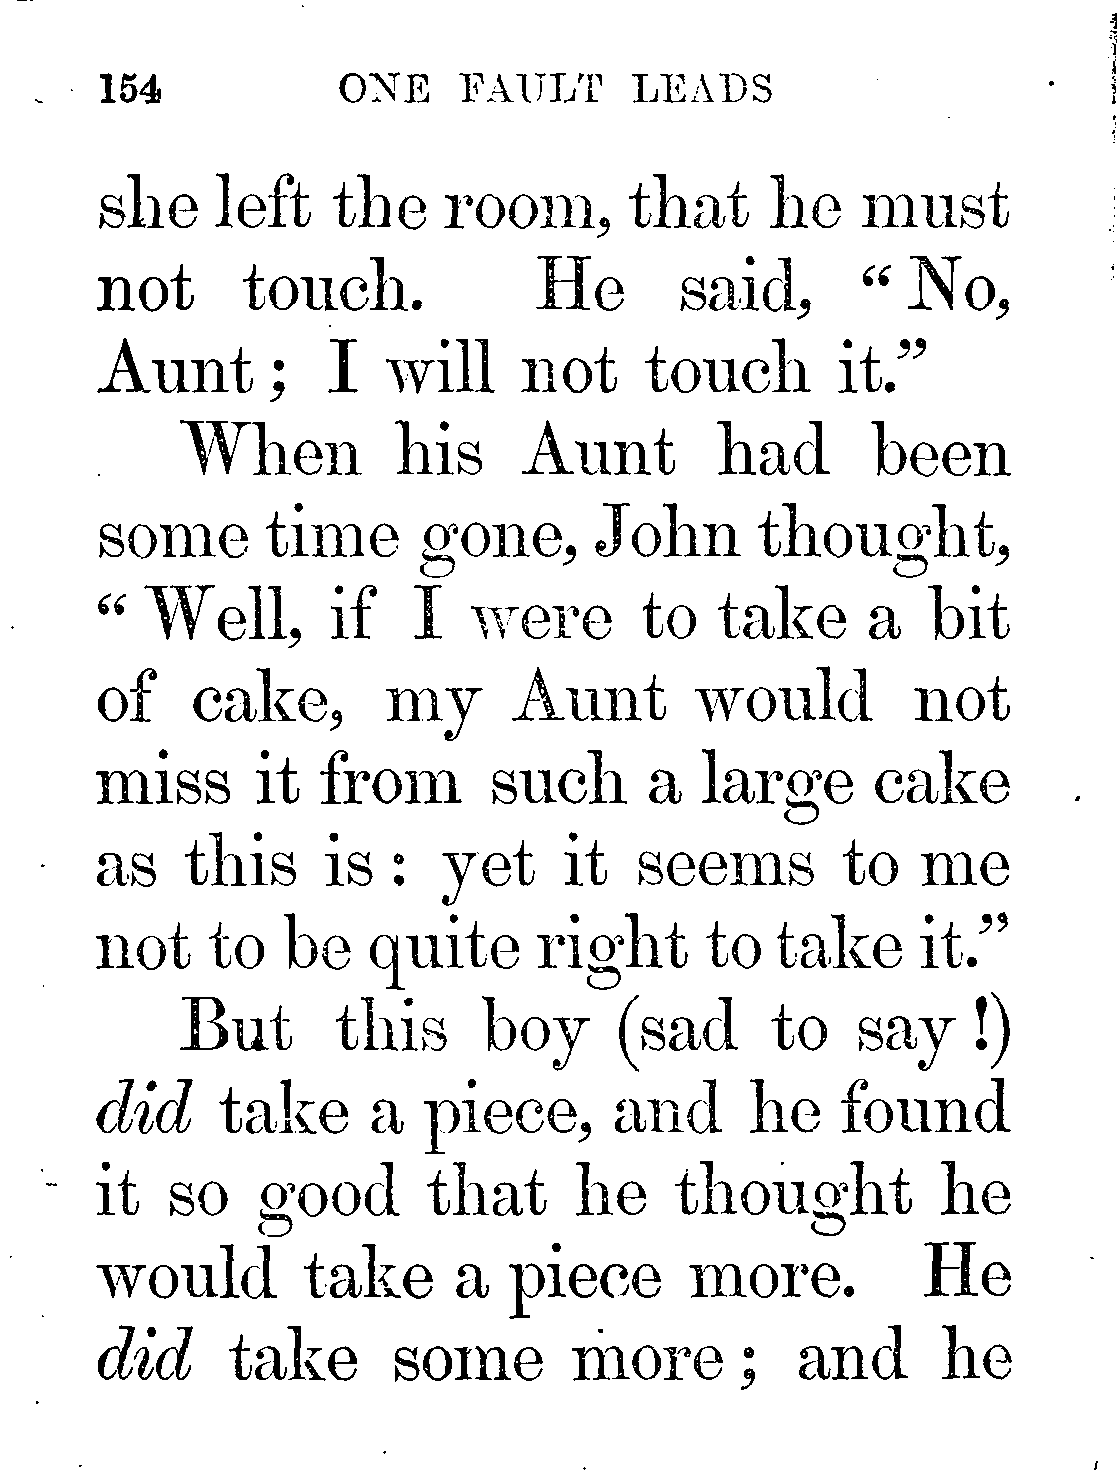 154 ONE FAULT LEADS
she left the room, that he must
not touch. He said, “No,
Aunt; I will not touch it.”
When his Aunt had been
some time gone, John thought,
“Well, if I were to take a bit
of cake, my Aunt would not
miss it from such a large cake
as this is: yet it seems to me
not to be quite right to take it.”
But this boy (sad to say!)
did take a piece, and he found
it so good that he thought he
would take a piece more. He
did take some more; and he